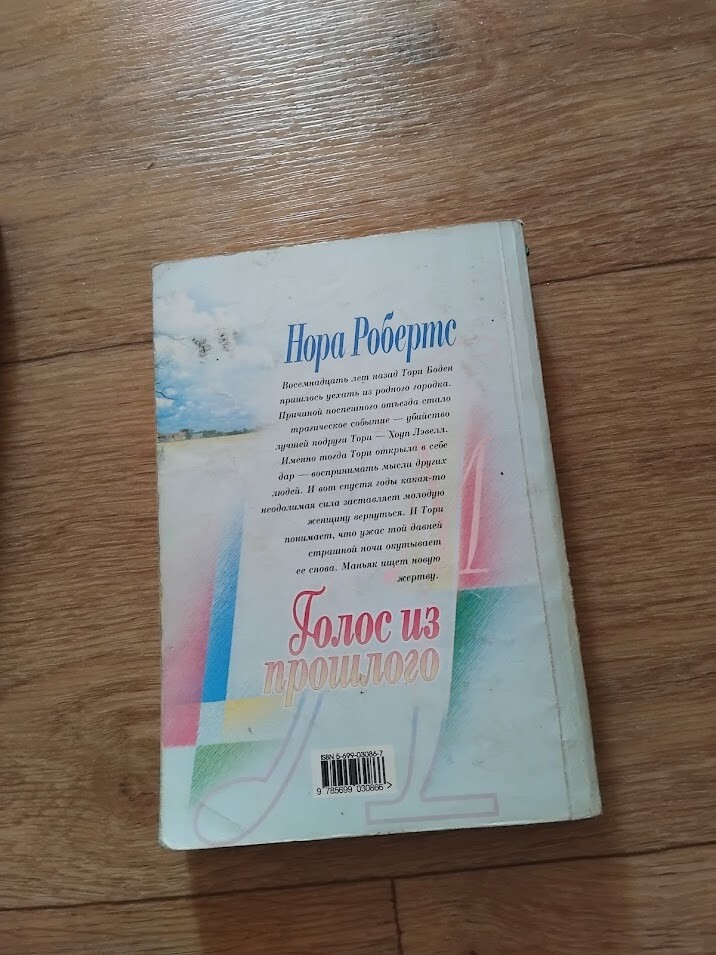 Нора Робертс
Восемнадцать лет назад Тори Боден
пришлось уехать из родного городка.
Причиной поспешного отъезда стало
трагическое событие — убийство
лучшей подруги Тори — Хоуп Лэвелл.
Именно тогда Тори открыла в себе
дар — воспринимать мысли других
людей. И вот спустя годы какая-то
неодолимая сила заставляет молодую
женщину вернуться. И Тори
понимает, что ужас той давней
страшной ночи окутывает
ее снова. Маньяк ищет новую
жертву.
Голос из
прошлого
ISBN 5-699-03086-7
9 785699 030866 >